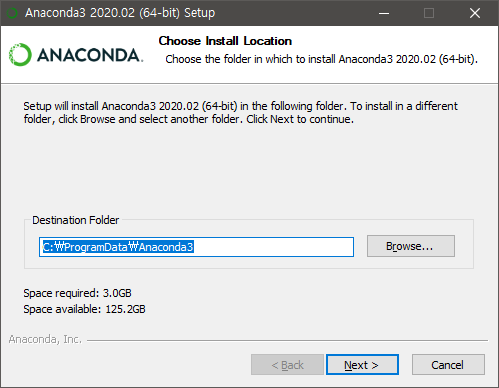 Anaconda3 2020.02 (64-bit) Setup
ANACONDA.
Choose Install Location
Choose the folder in which to install Anaconda3 2020.02 (64-bit).
Setup will install Anaconda3 2020.02 (64-bit) in the following folder. To install in a different
folder, click Browse and select another folder. Click Next to continue.
Destination Folder
C:₩ProgramData₩Anaconda3
Browse...
Space required: 3.0GB
Space available: 125.2GB
Anaconda, Inc.
< Back
Next >
Cancel